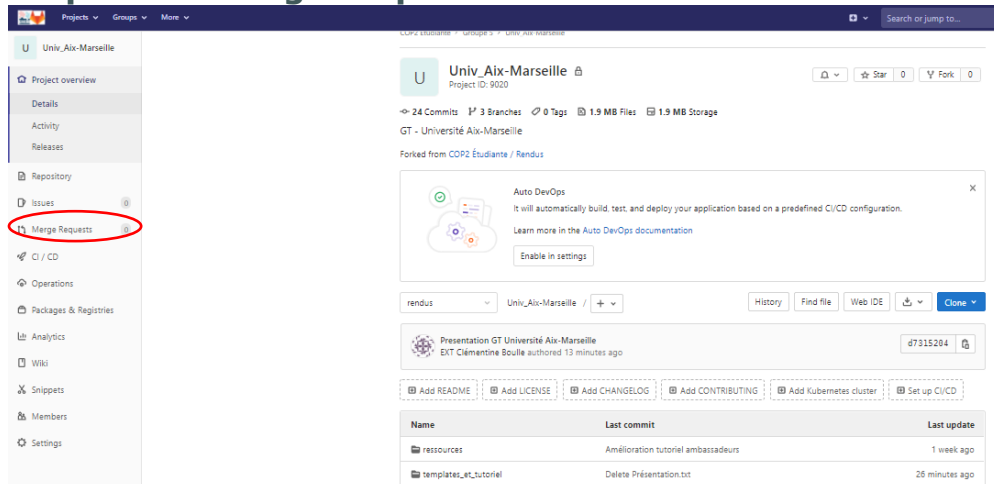 Projects Groups More Search or jump to...
U Univ_Aix-Marseille
Project overview
Details
Activity
Releases
Repository
Issues 0
Merge Requests 0
CI / CD
Operations
Packages & Registries
Analytics
Wiki
Snippets
Members
Settings
COP2 Étudiante > Groupe 5 > Univ_Aix-Marseille
U Univ_Aix-Marseille
Project ID: 9020
Star 0 Fork 0
24 Commits 3 Branches 0 Tags 1.9 MB Files 1.9 MB Storage
GT - Université Aix-Marseille
Forked from COP2 Étudiante / Rendus
Auto DevOps
It will automatically build, test, and deploy your application based on a predefined CI/CD configuration.
Learn more in the Auto DevOps documentation
Enable in settings
rendus Univ_Aix-Marseille / + History Find file Web IDE Clone
Presentation GT Université Aix-Marseille
EXT Clémentine Boulle authored 13 minutes ago
d7315204
Add README Add LICENSE Add CHANGELOG Add CONTRIBUTING Add Kubernetes cluster Set up CI/CD
Name Last commit Last update
ressources Amélioration tutoriel ambassadeurs 1 week ago
templates_et_tutoriel Delete Présentation.txt 26 minutes ago